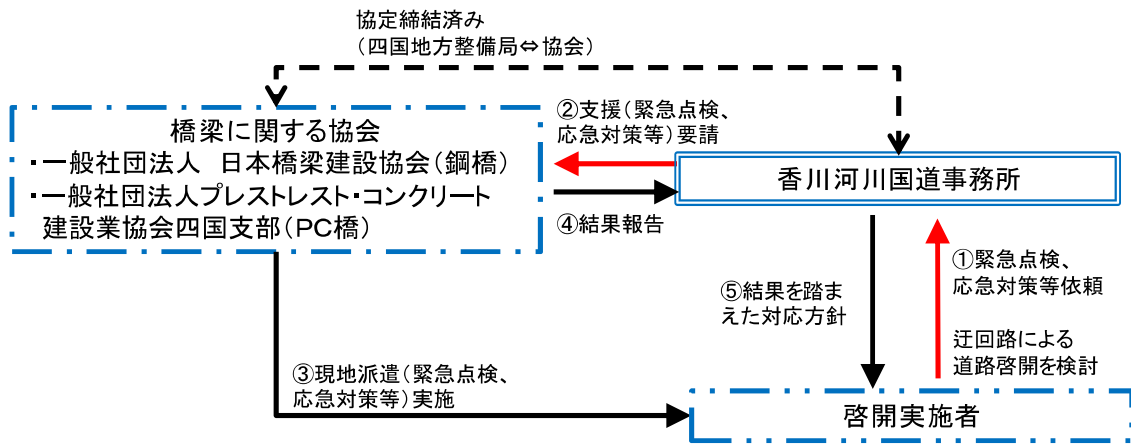 協定締結済み
（四国地方整備局⇔協会）
橋梁に関する協会
・一般社団法人　日本橋梁建設協会（鋼橋）
・一般社団法人プレストレスト・コンクリート
建設業協会四国支部（PC橋）
②支援（緊急点検、
応急対策等）要請
香川河川国道事務所
④結果報告
①緊急点検、
応急対策等依頼
⑤結果を踏ま
えた対応方針
迂回路による
道路啓開を検討
③現地派遣（緊急点検、
応急対策等）実施
啓開実施者